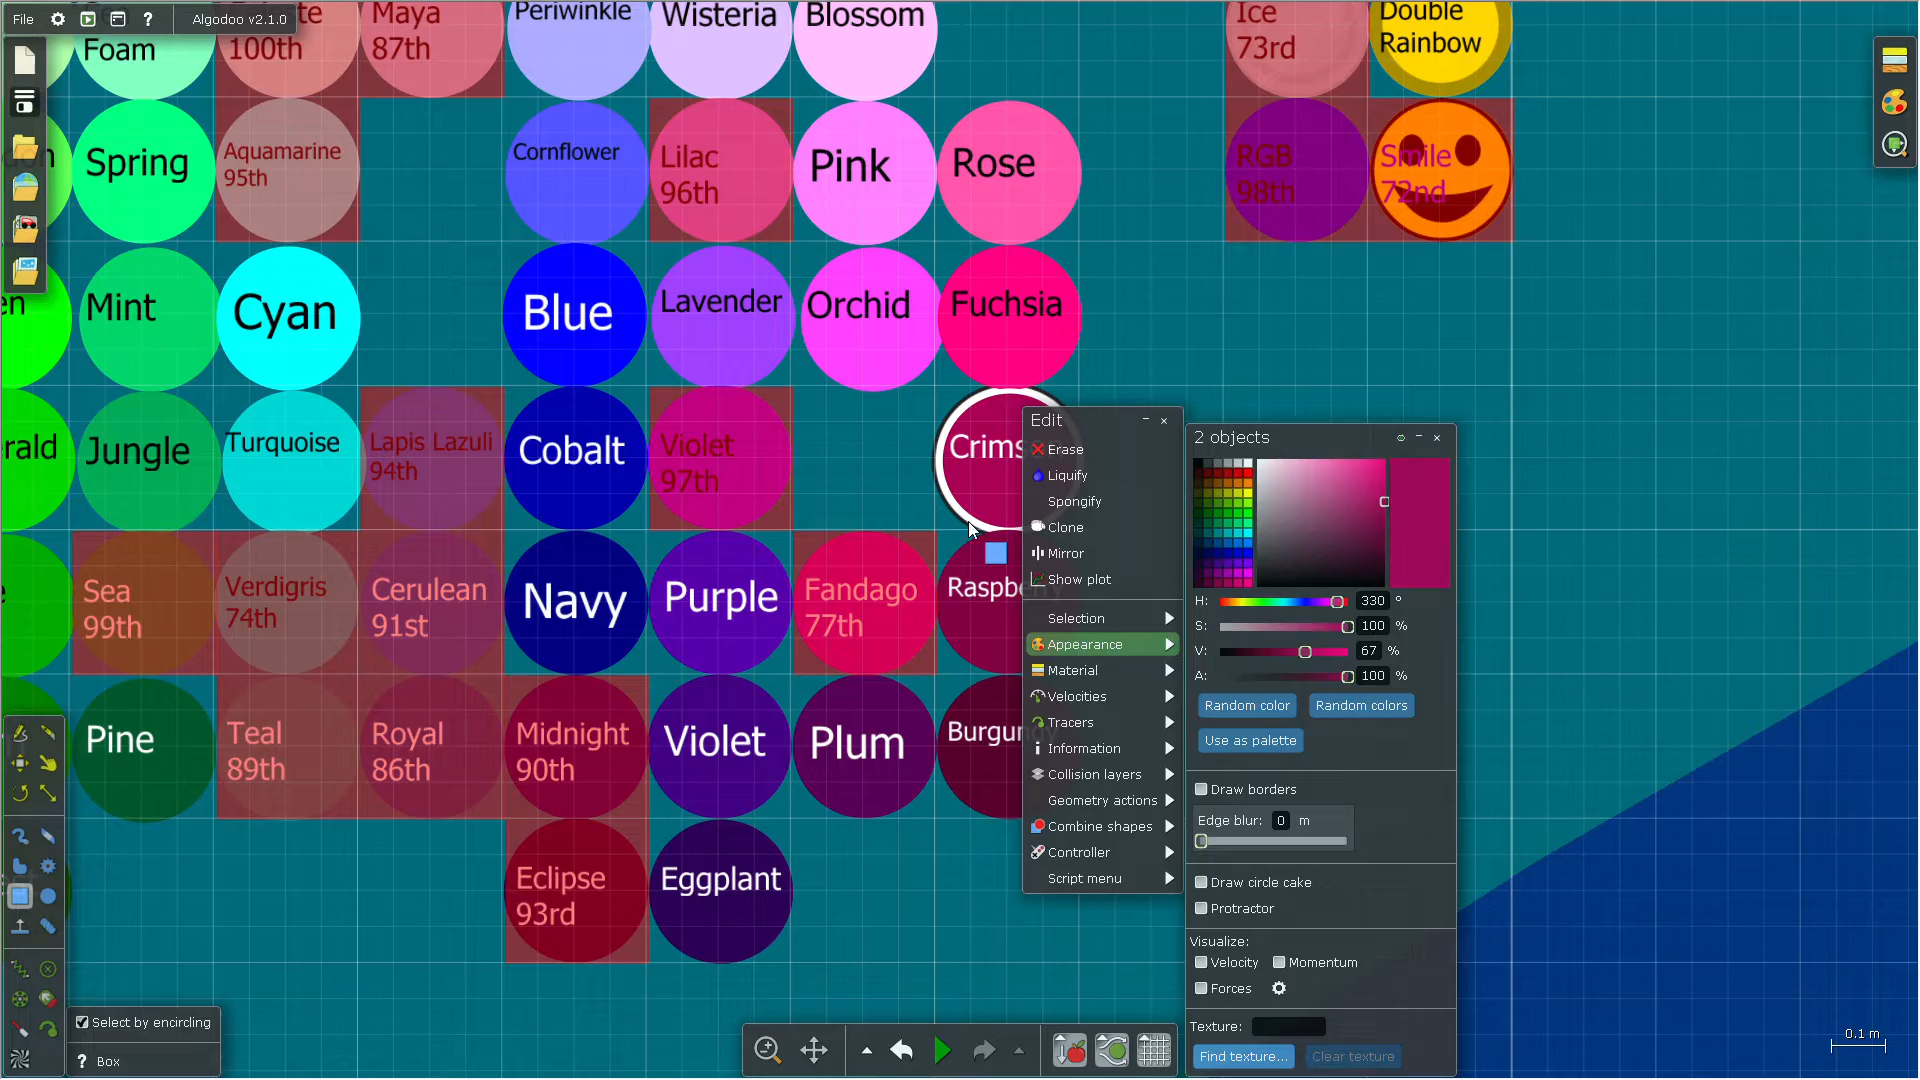 File
?
Algodoo v2.1.0
Foam
100th
Maya
87th
Periwinkle
Wisteria
Blossom
Ice
73rd
Double
Rainbow
Spring
Aquamarine
95th
Cornflower
Lilac
96th
Pink
Rose
RGB
98th
Smile
72nd
Mint
Cyan
Blue
Lavender
Orchid
Fuchsia
Jungle
Turquoise
Lapis Lazuli
94th
Cobalt
Violet
97th
Crims
Sea
99th
Verdigris
74th
Cerulean
91st
Navy
Purple
Fandago
77th
Raspberry
Pine
Teal
89th
Royal
86th
Midnight
90th
Violet
Plum
Burgundy
Eclipse
93rd
Eggplant
Edit
Erase
Liquify
Spongify
Clone
Mirror
Show plot
Selection
Appearance
Material
Velocities
Tracers
Information
Collision layers
Geometry actions
Combine shapes
Controller
Script menu
2 objects
H: 330 °
S: 100 %
V: 67 %
A: 100 %
Random color
Random colors
Use as palette
Draw borders
Edge blur: 0 m
Draw circle cake
Protractor
Visualize:
Velocity
Momentum
Forces
Texture:
Find texture...
Clear texture
Select by encircling
? Box
0.1 m